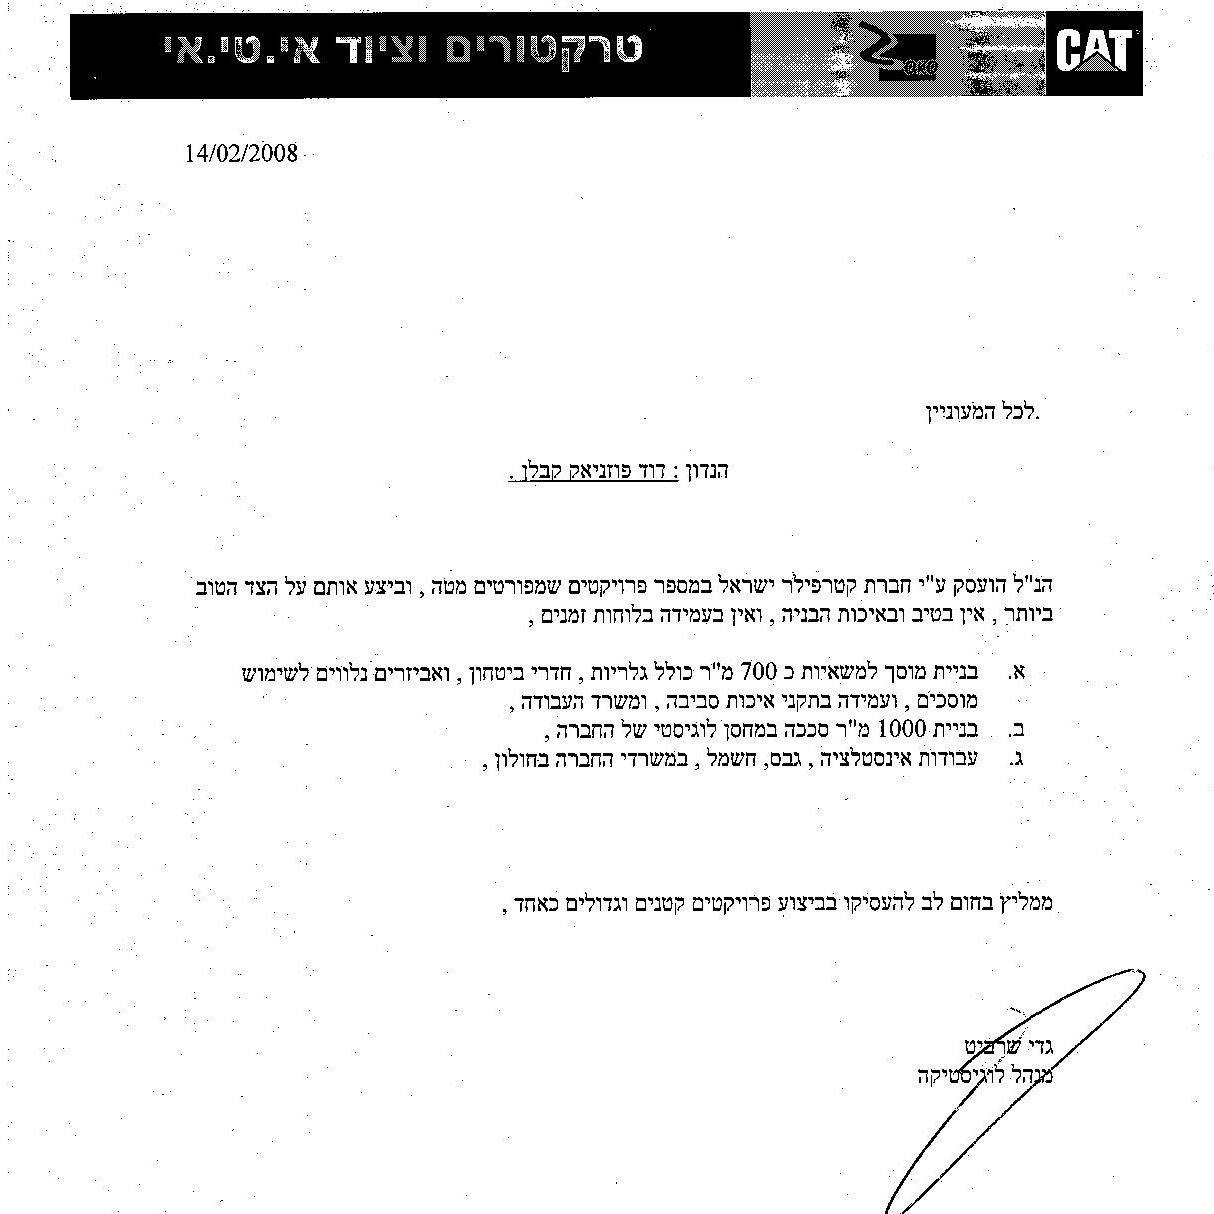 טרקטורים וציוד אי.טי.אי
CAT
14/02/2008
לכל המעוניין.
הנדון : דוד פוזניאק קבלן .
הנ"ל הועסק ע"י חברת קטרפילר ישראל במספר פרויקטים שמפורטים מטה , וביצע אותם על הצד הטוב
ביותר , אין בטיב ובאיכות הבניה , ואין בעמידה בלוחות זמנים ,
א. בניית מוסך למשאיות כ 700 מ"ר כולל גלריות , חדרי ביטחון , ואביזרים נלווים לשימוש
מוסכים , ועמידה בתקני איכות סביבה , ומשרד העבודה ,
ב. בניית 1000 מ"ר סככה במחסן לוגיסטי של החברה ,
ג. עבודות אינסטלציה , גבס, חשמל , במשרדי החברה בחולון ,
ממליץ בחום לב להעסיקו בביצוע פרויקטים קטנים וגדולים כאחד ,
גדי שרביט
מנהל לוגיסטיקה